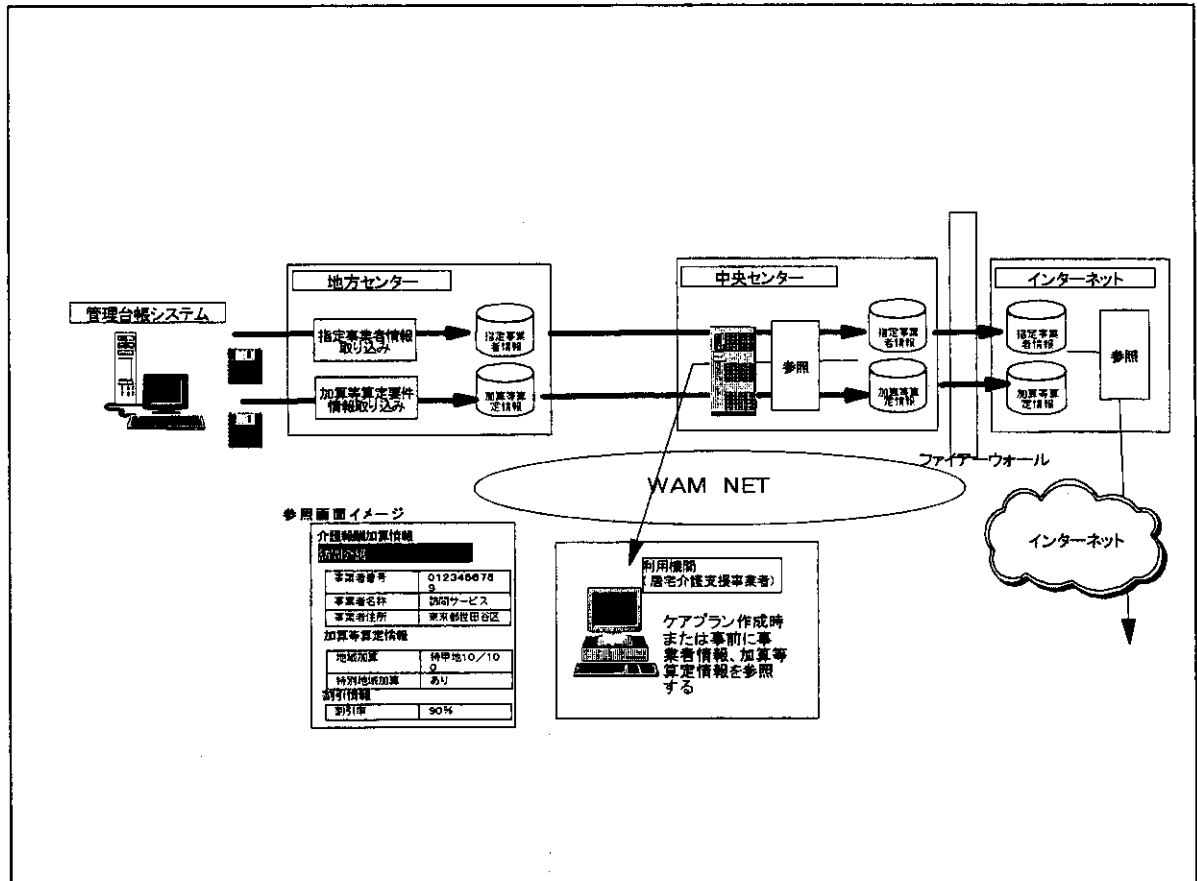 管理台帳システム
地方センター
指定事業者情報
取り込み
加算等算定要件
情報取り込み
指定事業
者情報
加算等算
定情報
中央センター
参照
指定事業
者情報
加算等算
定情報
ファイアーウォール
インターネット
指定事業
者情報
加算等算
定情報
参照
インターネット
WAM NET
参照画面イメージ
介護報酬加算情報
訪問介護
事業者番号
012345678
9
事業者名称
訪問サービス
事業者住所
東京都世田谷区
加算等算定情報
地域加算
特甲地10/10
0
特別地域加算
あり
割引情報
割引率
90%
利用機関
(居宅介護支援事業者)
ケアプラン作成時
または事前に事
業者情報、加算等
算定情報を参照
する